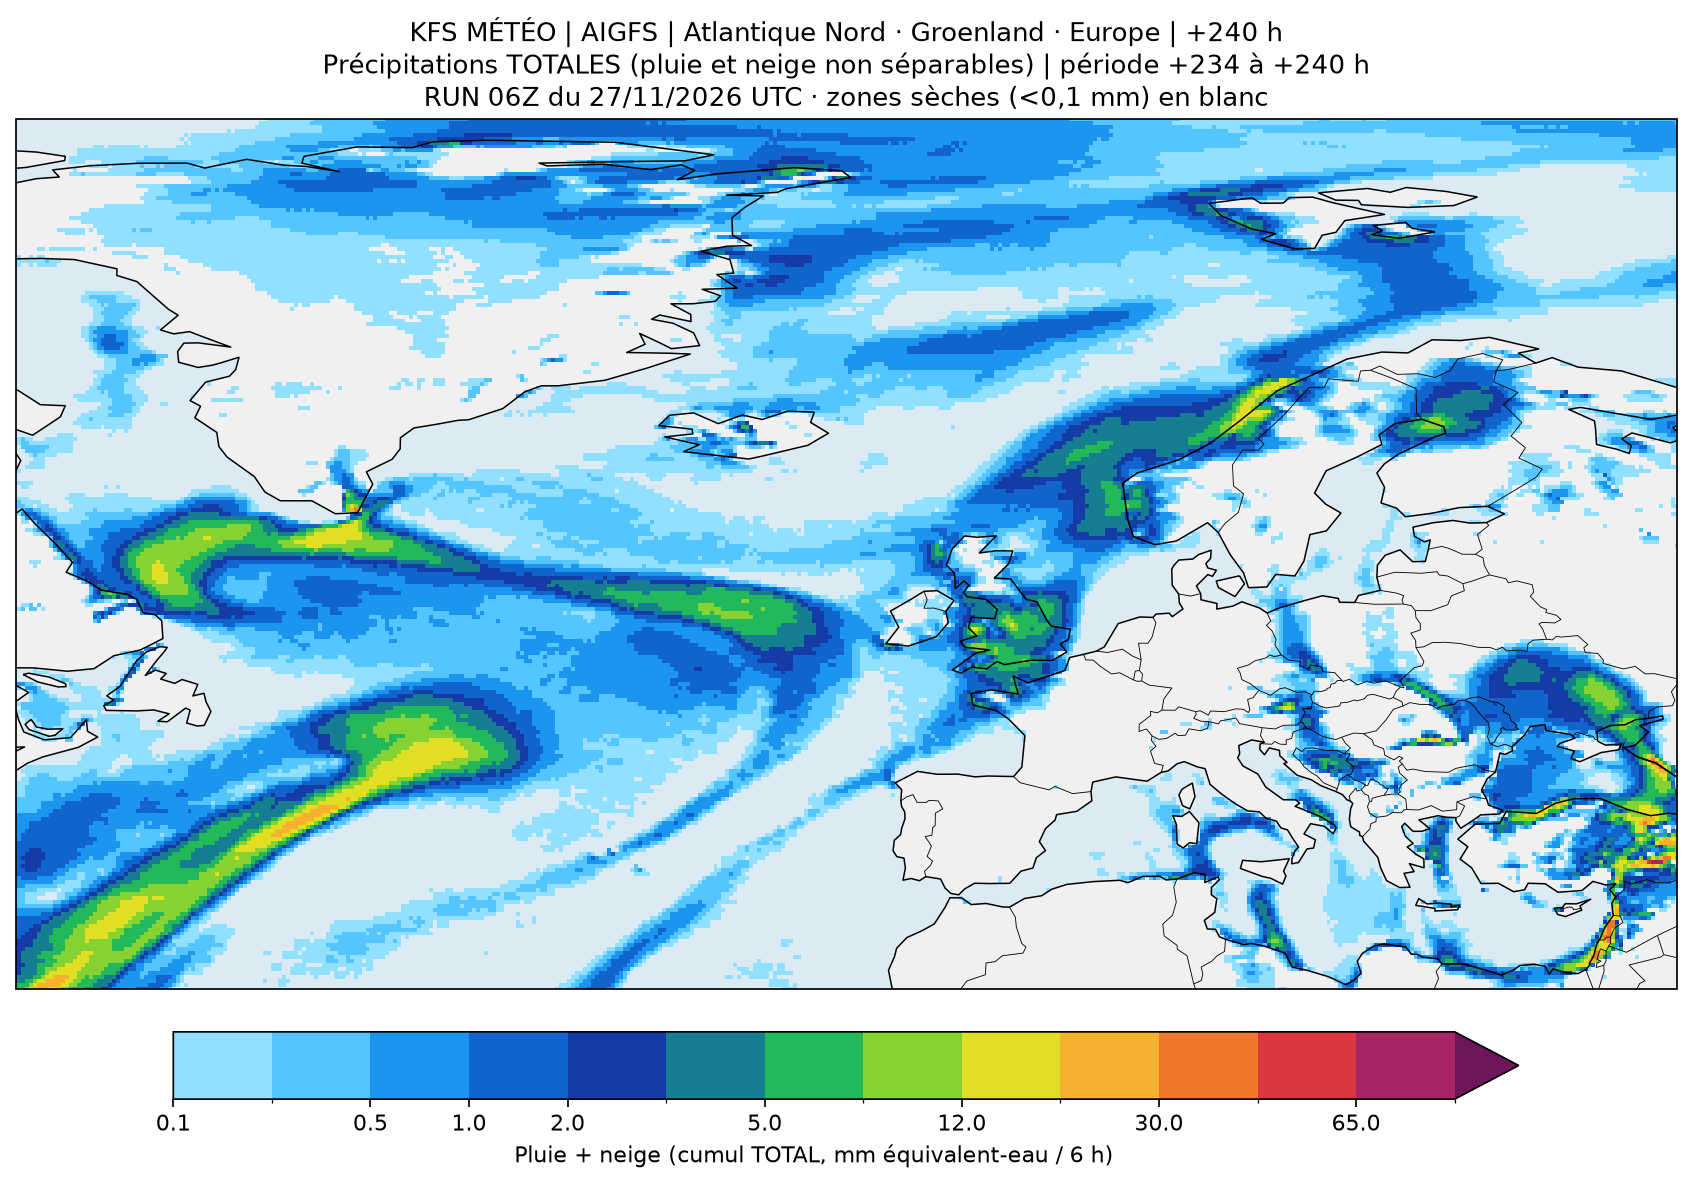 KFS MÉTÉO | AIGFS | Atlantique Nord · Groenland · Europe | +240 h
Précipitations TOTALES (pluie et neige non séparables) | période +234 à +240 h
RUN 06Z du 27/11/2026 UTC · zones sèches (<0,1 mm) en blanc
0.1 0.5 1.0 2.0 5.0 12.0 30.0 65.0
Pluie + neige (cumul TOTAL, mm équivalent-eau / 6 h)